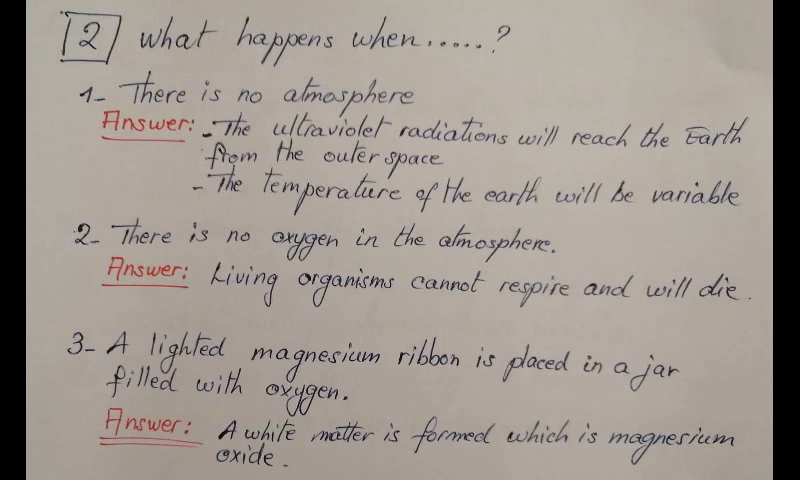 2 What happens when.....?
1- There is no atmosphere
Answer: - The ultraviolet radiations will reach the Earth
from the outer space
- The temperature of the earth will be variable
2- There is no oxygen in the atmosphere.
Answer: Living organisms cannot respire and will die.
3- A lighted magnesium ribbon is placed in a jar
filled with oxygen.
Answer: A white matter is formed which is magnesium
oxide.